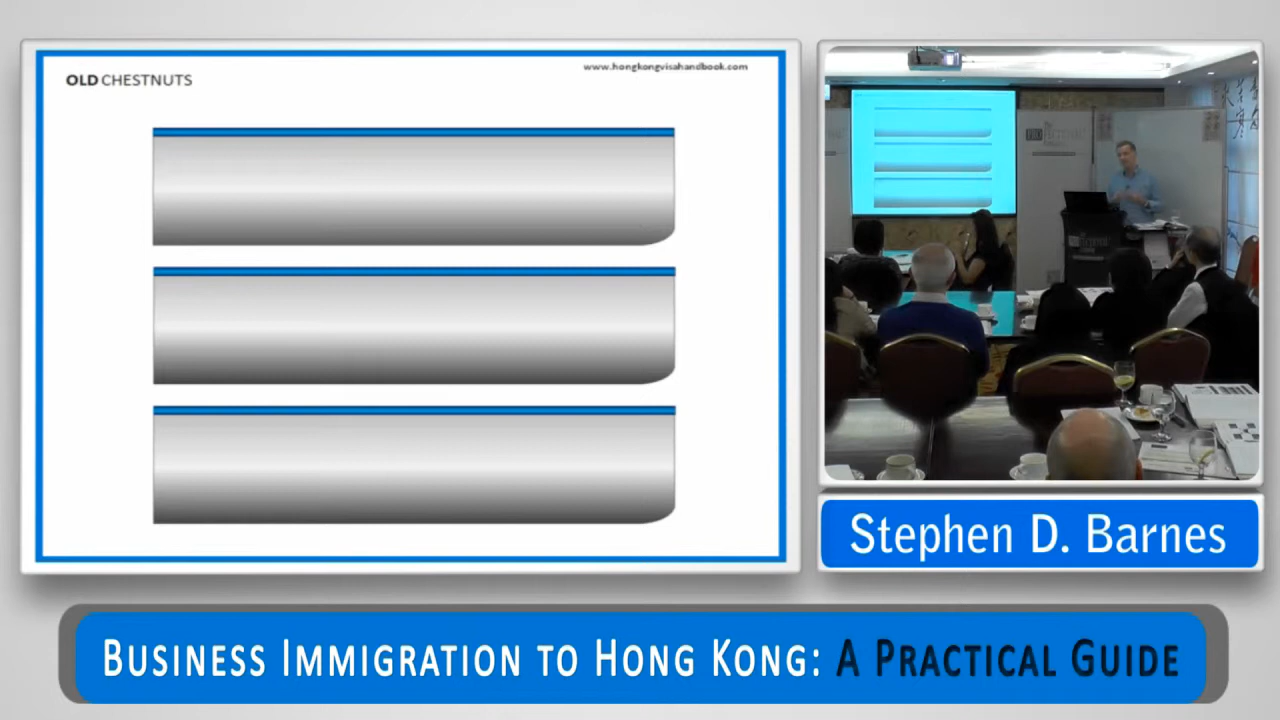 OLD CHESTNUTS
www.hongkongvisahandbook.com
Stephen D. Barnes
BUSINESS IMMIGRATION TO HONG KONG: A PRACTICAL GUIDE